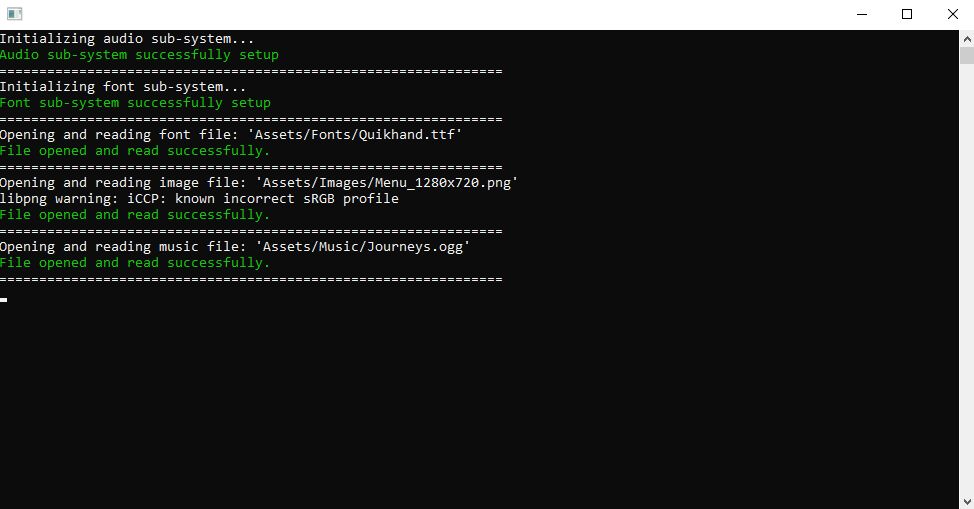 Initializing audio sub-system...
Audio sub-system successfully setup
===============================================================
Initializing font sub-system...
Font sub-system successfully setup
===============================================================
Opening and reading font file: 'Assets/Fonts/Quikhand.ttf'
File opened and read successfully.
===============================================================
Opening and reading image file: 'Assets/Images/Menu_1280x720.png'
libpng warning: iCCP: known incorrect sRGB profile
File opened and read successfully.
===============================================================
Opening and reading music file: 'Assets/Music/Journeys.ogg'
File opened and read successfully.
===============================================================